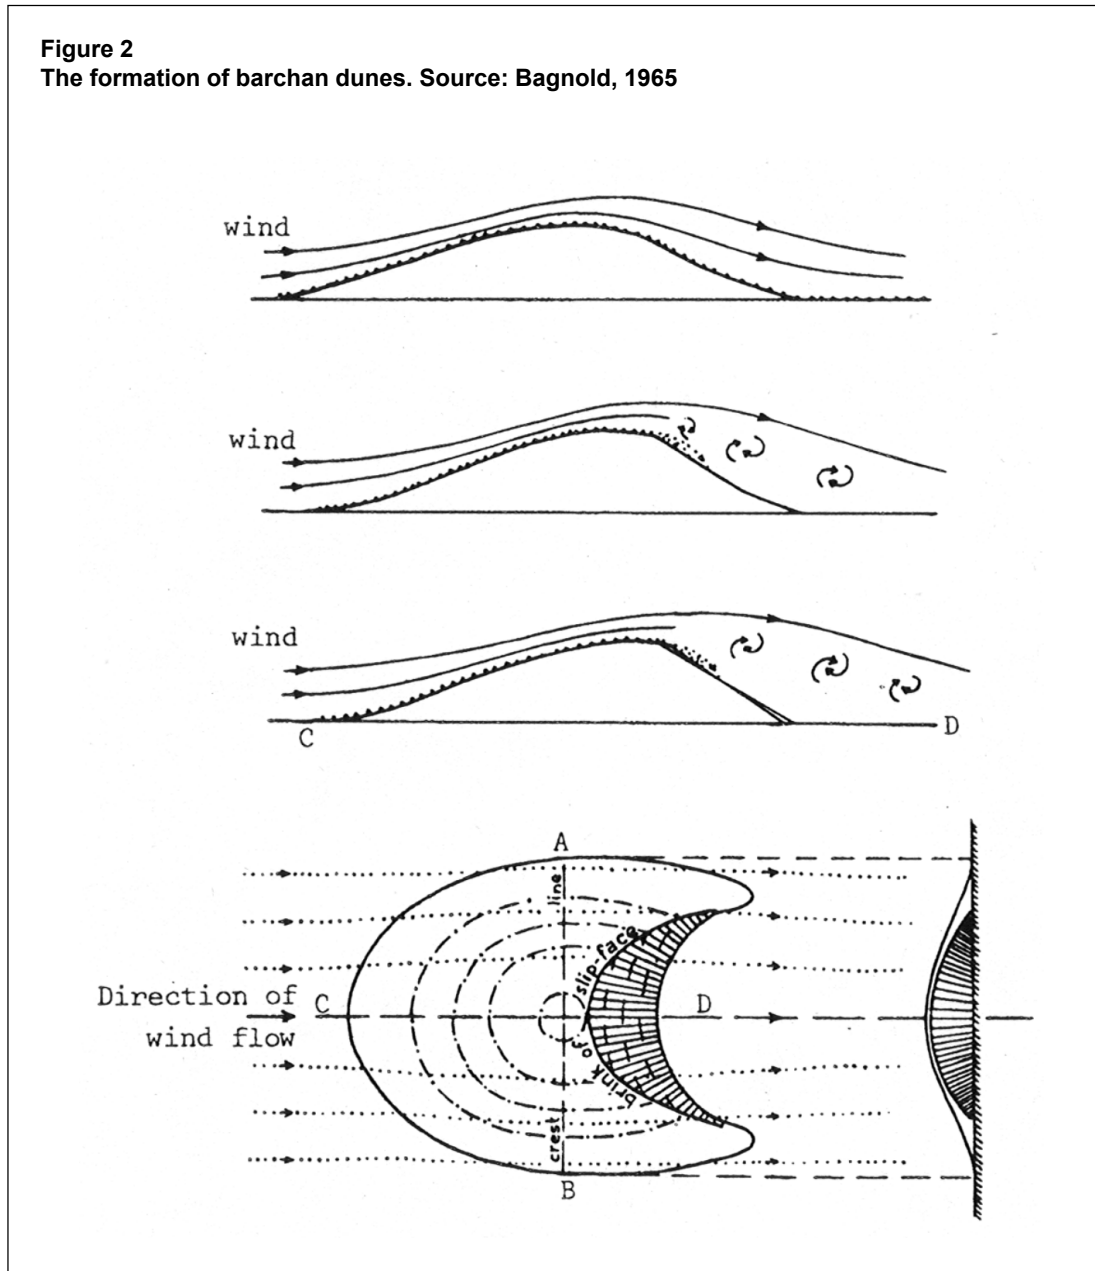 Figure 2
The formation of barchan dunes. Source: Bagnold, 1965
wind
wind
wind
C
D
A
line
slip-face
Direction of
C
D
wind flow
brink of
crest
B